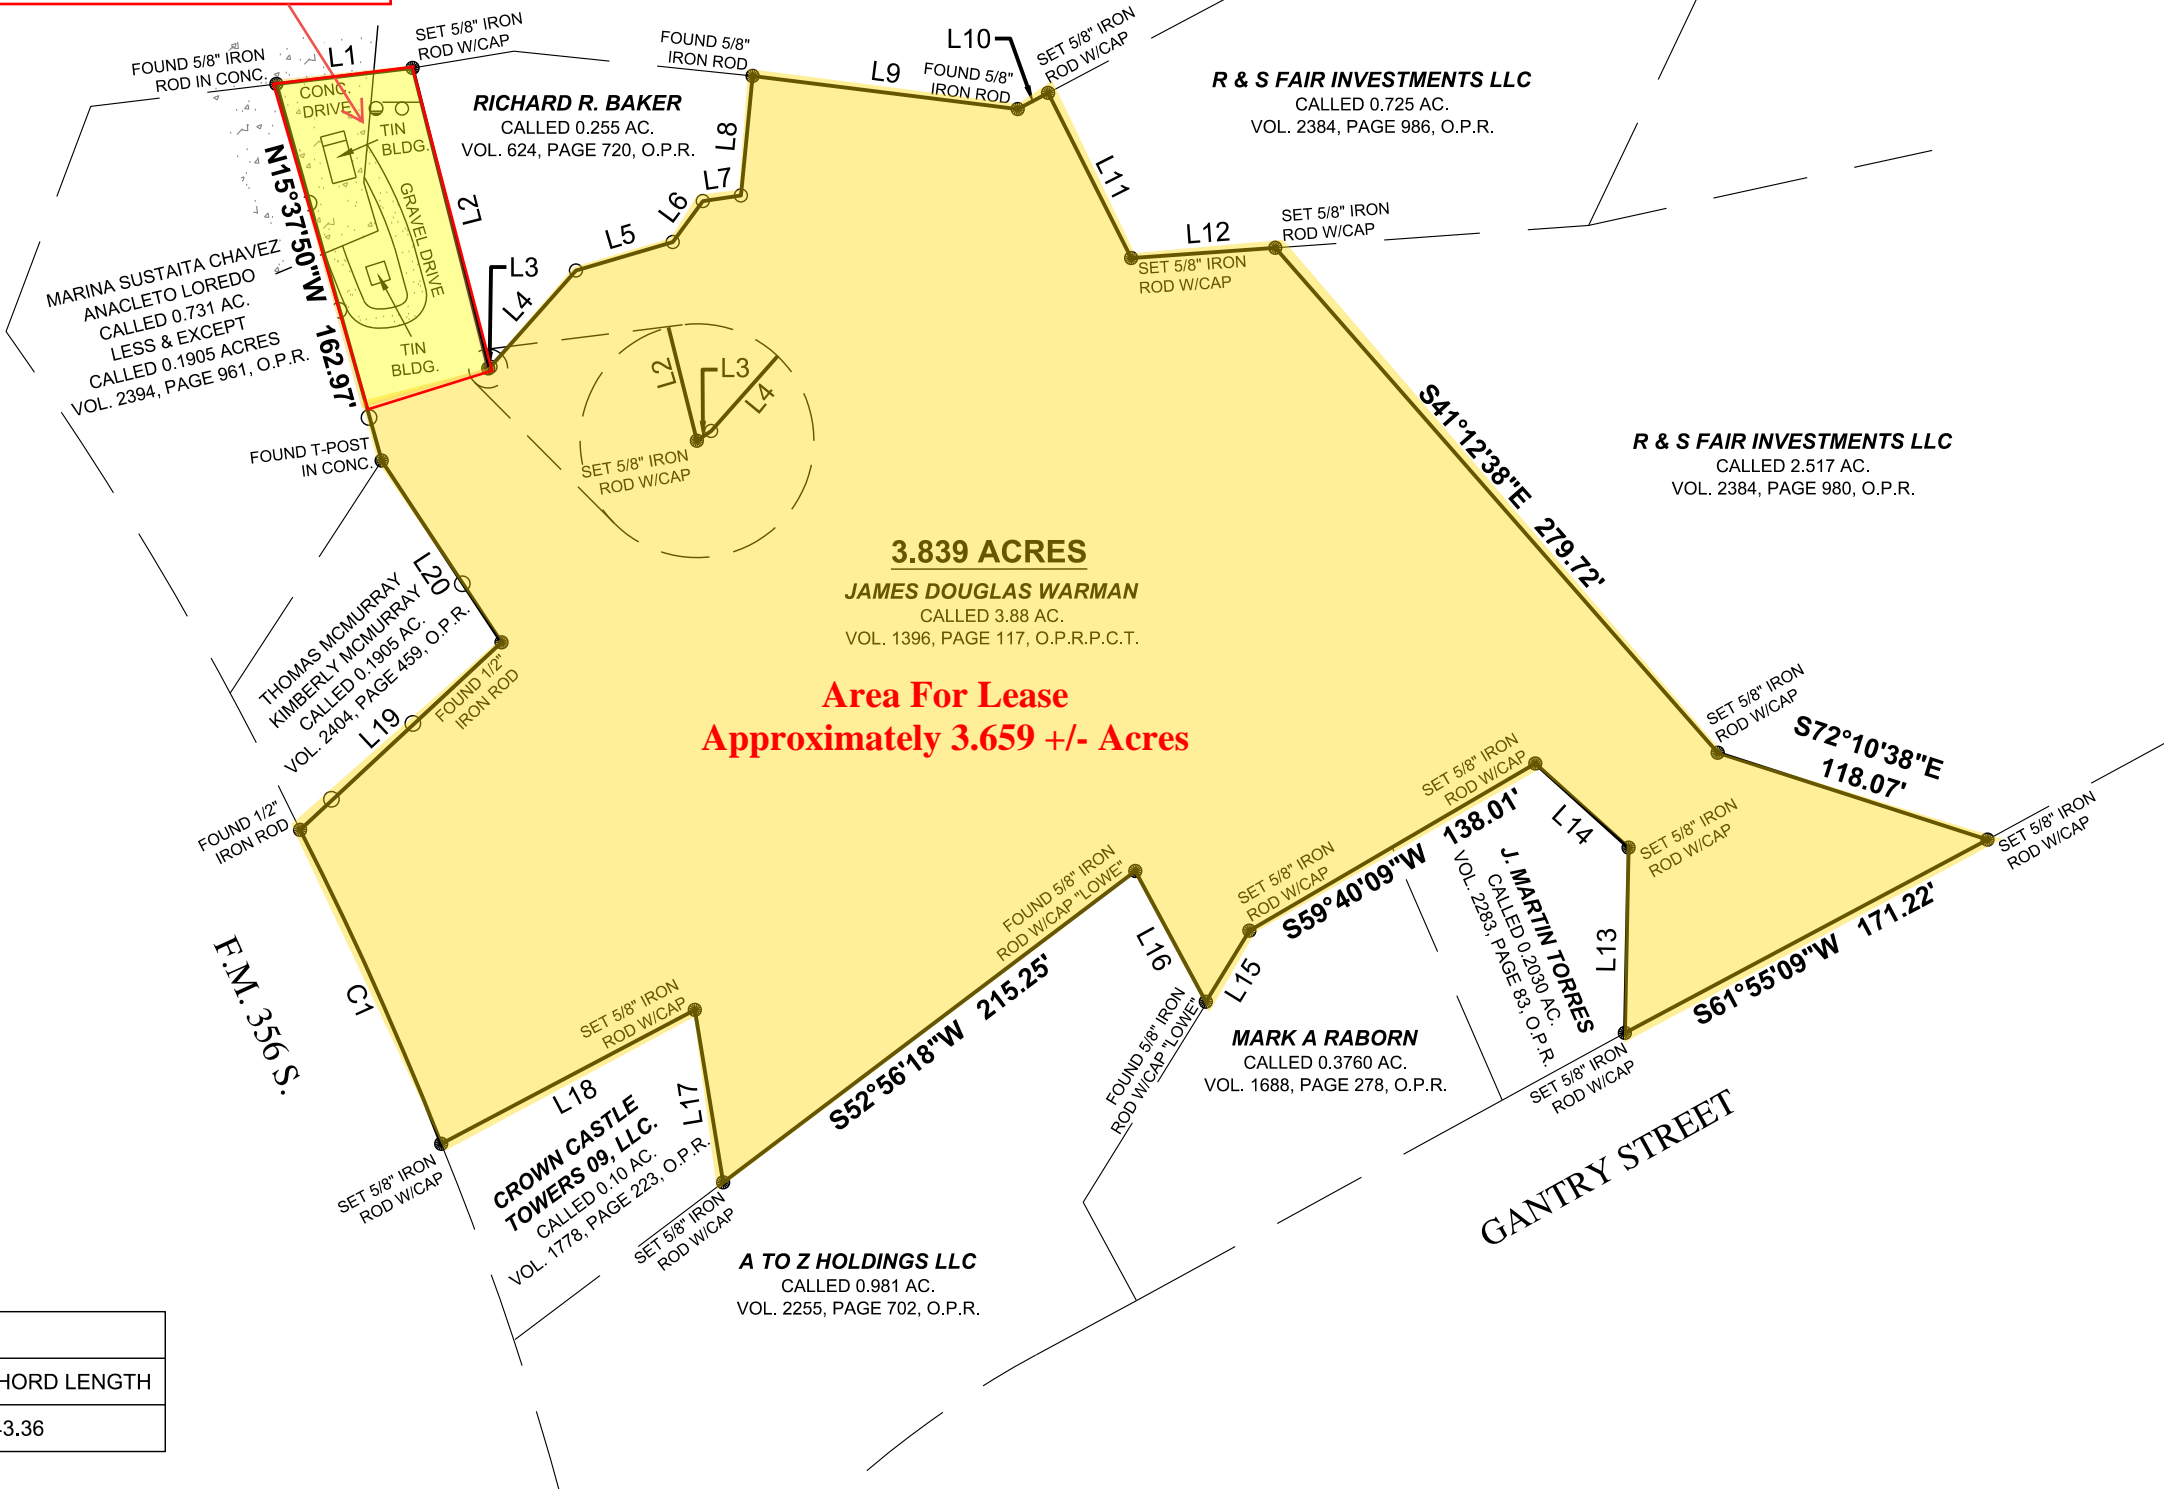 FOUND 5/8" IRON
ROD IN CONC.
L1
SET 5/8" IRON
ROD W/CAP
CONC.
DRIVE
TIN
BLDG.
GRAVEL DRIVE
TIN
BLDG.
L2
N15°37'50"W 162.97'
RICHARD R. BAKER
CALLED 0.255 AC.
VOL. 624, PAGE 720, O.P.R.
FOUND 5/8"
IRON ROD
L9
L10
FOUND 5/8"
IRON ROD
SET 5/8" IRON
ROD W/CAP
R & S FAIR INVESTMENTS LLC
CALLED 0.725 AC.
VOL. 2384, PAGE 986, O.P.R.
L8
L7
L6
L5
L4
L3
L11
L12
SET 5/8" IRON
ROD W/CAP
SET 5/8" IRON
ROD W/CAP
MARINA SUSTAITA CHAVEZ
ANACLETO LOREDO
CALLED 0.731 AC.
LESS & EXCEPT
CALLED 0.1905 ACRES
VOL. 2394, PAGE 961, O.P.R.
L2
L3
L4
SET 5/8" IRON
ROD W/CAP
FOUND T-POST
IN CONC.
S41°12'38"E 279.72'
R & S FAIR INVESTMENTS LLC
CALLED 2.517 AC.
VOL. 2384, PAGE 980, O.P.R.
3.839 ACRES
JAMES DOUGLAS WARMAN
CALLED 3.88 AC.
VOL. 1396, PAGE 117, O.P.R.P.C.T.
Area For Lease
Approximately 3.659 +/- Acres
L20
THOMAS MCMURRAY
KIMBERLY MCMURRAY
CALLED 0.1905 AC.
VOL. 2404, PAGE 459, O.P.R.
L19
FOUND 1/2"
IRON ROD
FOUND 1/2"
IRON ROD
SET 5/8" IRON
ROD W/CAP
S72°10'38"E
118.07'
SET 5/8" IRON
ROD W/CAP
SET 5/8" IRON
ROD W/CAP
L14
SET 5/8" IRON
ROD W/CAP
S59°40'09"W 138.01'
SET 5/8" IRON
ROD W/CAP
J. MARTIN TORRES
CALLED 0.2030 AC.
VOL. 2283, PAGE 83, O.P.R.
L13
S61°55'09"W 171.22'
FOUND 5/8" IRON
ROD W/CAP "LOWE"
L16
L15
FOUND 5/8" IRON
ROD W/CAP "LOWE"
MARK A RABORN
CALLED 0.3760 AC.
VOL. 1688, PAGE 278, O.P.R.
SET 5/8" IRON
ROD W/CAP
S52°56'18"W 215.25'
F.M. 356 S.
C1
SET 5/8" IRON
ROD W/CAP
L18
L17
CROWN CASTLE
TOWERS 09, LLC.
CALLED 0.10 AC.
VOL. 1778, PAGE 223, O.P.R.
SET 5/8" IRON
ROD W/CAP
SET 5/8" IRON
ROD W/CAP
A TO Z HOLDINGS LLC
CALLED 0.981 AC.
VOL. 2255, PAGE 702, O.P.R.
GANTRY STREET
HORD LENGTH
3.36